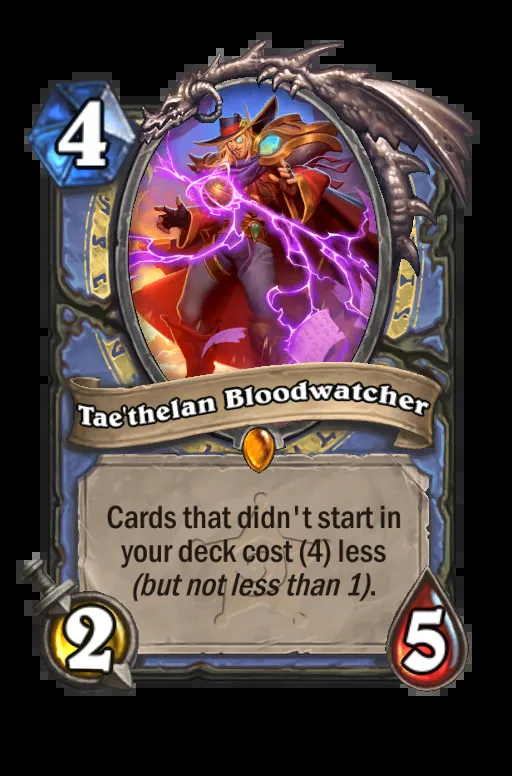 4
Tae'thelan Bloodwatcher
Cards that didn't start in
your deck cost (4) less
(but not less than 1).
2
5